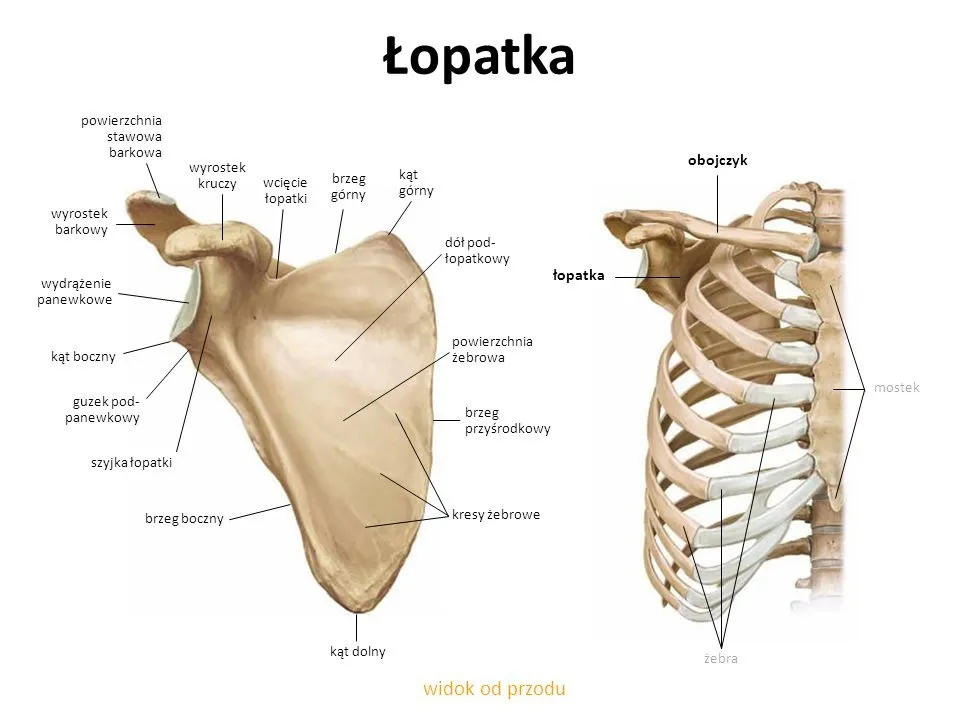 Łopatka
powierzchnia
stawowa
barkowa
wyrostek
kruczy
wcięcie
łopatki
brzeg
górny
kąt
górny
wyrostek
barkowy
dół pod-
łopatkowy
wydrążenie
panewkowe
powierzchnia
żebrowa
kąt boczny
guzek pod-
panewkowy
brzeg
przyśrodkowy
szyjka łopatki
brzeg boczny
kresy żebrowe
kąt dolny
obojczyk
łopatka
mostek
żebra
widok od przodu